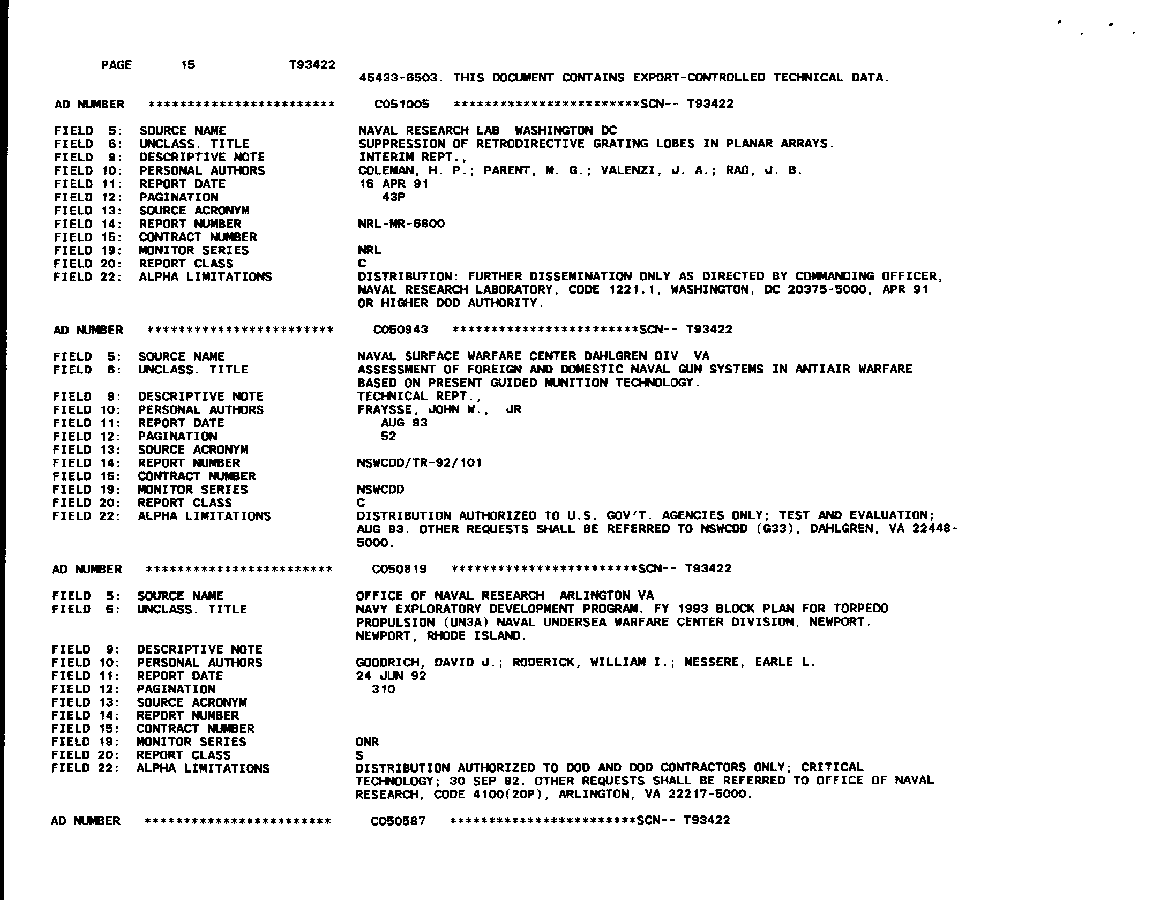 PAGE 15 T93422
45433-6503. THIS DOCUMENT CONTAINS EXPORT-CONTROLLED TECHNICAL DATA.
AD NUMBER ************************ C051005 ************************SCN-- T93422
FIELD 5: SOURCE NAME NAVAL RESEARCH LAB WASHINGTON DC
FIELD 6: UNCLASS. TITLE SUPPRESSION OF RETRODIRECTIVE GRATING LOBES IN PLANAR ARRAYS.
FIELD 9: DESCRIPTIVE NOTE INTERIM REPT.,
FIELD 10: PERSONAL AUTHORS COLEMAN, H. P.; PARENT, M. G.; VALENZI, J. A.; RAO, J. B.
FIELD 11: REPORT DATE 16 APR 91
FIELD 12: PAGINATION 43P
FIELD 13: SOURCE ACRONYM
FIELD 14: REPORT NUMBER NRL-MR-6800
FIELD 15: CONTRACT NUMBER
FIELD 19: MONITOR SERIES NRL
FIELD 20: REPORT CLASS C
FIELD 22: ALPHA LIMITATIONS DISTRIBUTION: FURTHER DISSEMINATION ONLY AS DIRECTED BY COMMANDING OFFICER,
NAVAL RESEARCH LABORATORY, CODE 1221.1, WASHINGTON, DC 20375-5000, APR 91
OR HIGHER DOD AUTHORITY.
AD NUMBER ************************ C050943 ************************SCN-- T93422
FIELD 5: SOURCE NAME NAVAL SURFACE WARFARE CENTER DAHLGREN DIV VA
FIELD 6: UNCLASS. TITLE ASSESSMENT OF FOREIGN AND DOMESTIC NAVAL GUN SYSTEMS IN ANTIAIR WARFARE
BASED ON PRESENT GUIDED MUNITION TECHNOLOGY.
FIELD 9: DESCRIPTIVE NOTE TECHNICAL REPT.,
FIELD 10: PERSONAL AUTHORS FRAYSSE, JOHN W., JR
FIELD 11: REPORT DATE AUG 93
FIELD 12: PAGINATION 52
FIELD 13: SOURCE ACRONYM
FIELD 14: REPORT NUMBER NSWCDD/TR-92/101
FIELD 15: CONTRACT NUMBER
FIELD 19: MONITOR SERIES NSWCDD
FIELD 20: REPORT CLASS C
FIELD 22: ALPHA LIMITATIONS DISTRIBUTION AUTHORIZED TO U.S. GOV'T. AGENCIES ONLY; TEST AND EVALUATION;
AUG 93. OTHER REQUESTS SHALL BE REFERRED TO NSWCDD (G33), DAHLGREN, VA 22448-
5000.
AD NUMBER ************************ C050819 ************************SCN-- T93422
FIELD 5: SOURCE NAME OFFICE OF NAVAL RESEARCH ARLINGTON VA
FIELD 6: UNCLASS. TITLE NAVY EXPLORATORY DEVELOPMENT PROGRAM. FY 1993 BLOCK PLAN FOR TORPEDO
PROPULSION (UN3A) NAVAL UNDERSEA WARFARE CENTER DIVISION, NEWPORT.
NEWPORT, RHODE ISLAND.
FIELD 9: DESCRIPTIVE NOTE
FIELD 10: PERSONAL AUTHORS GOODRICH, DAVID J.; RODERICK, WILLIAM I.; MESSERE, EARLE L.
FIELD 11: REPORT DATE 24 JUN 92
FIELD 12: PAGINATION 310
FIELD 13: SOURCE ACRONYM
FIELD 14: REPORT NUMBER
FIELD 15: CONTRACT NUMBER
FIELD 19: MONITOR SERIES ONR
FIELD 20: REPORT CLASS S
FIELD 22: ALPHA LIMITATIONS DISTRIBUTION AUTHORIZED TO DOD AND DOD CONTRACTORS ONLY; CRITICAL
TECHNOLOGY; 30 SEP 92. OTHER REQUESTS SHALL BE REFERRED TO OFFICE OF NAVAL
RESEARCH, CODE 4100(20P), ARLINGTON, VA 22217-5000.
AD NUMBER ************************ C050587 ************************SCN-- T93422